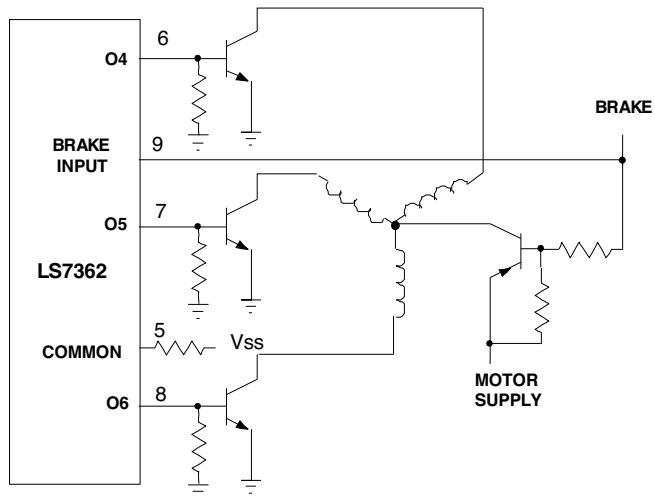 6
O4
BRAKE
BRAKE
INPUT
9
7
O5
LS7362
5
COMMON
Vss
O6
8
MOTOR
SUPPLY